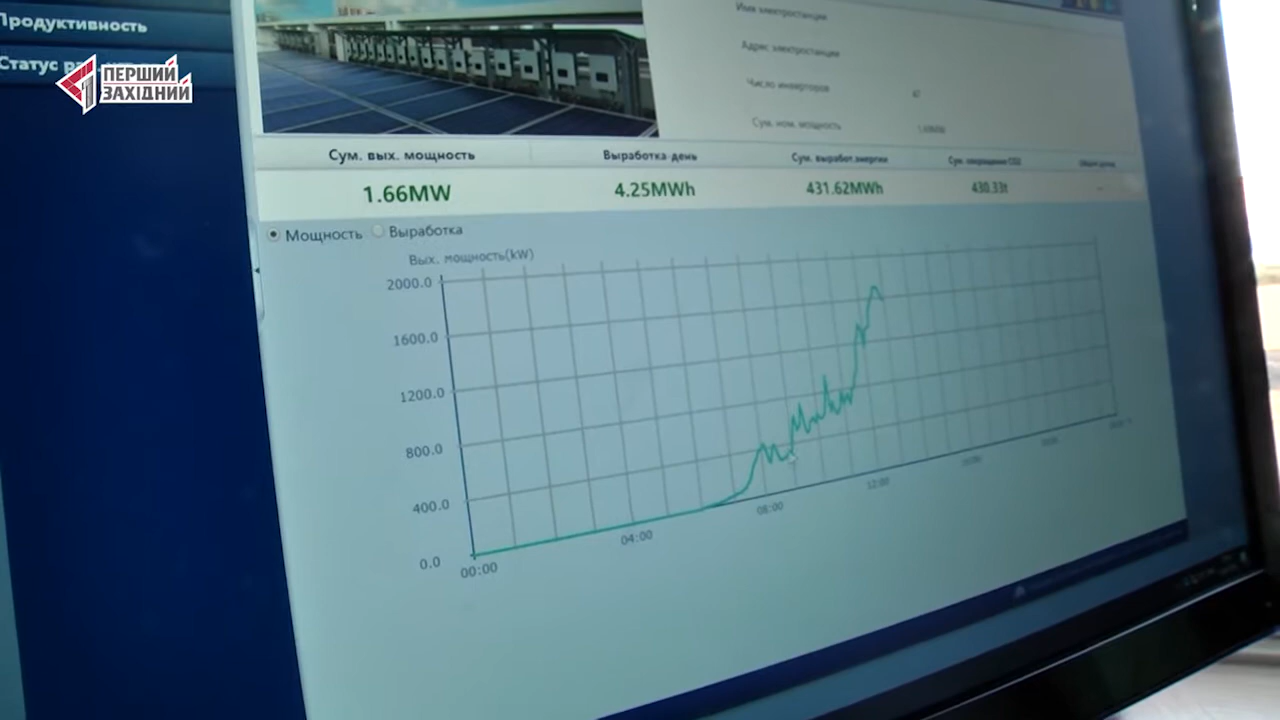 Продуктивность
Статус
ПЕРШИЙ
ЗАХІДНИЙ
Имя электростанции
Адрес электростанции
Число инверторов
47
Сум. ном. мощность
Сум. вых. мощность
Выработка-день
Сум. выработ.энергии
1.66MW
4.25MWh
431.62MWh
430.33t
Мощность
Выработка
Вых. мощность(kW)
2000.0
1600.0
1200.0
800.0
400.0
0.0
00:00
04:00
08:00
12:00